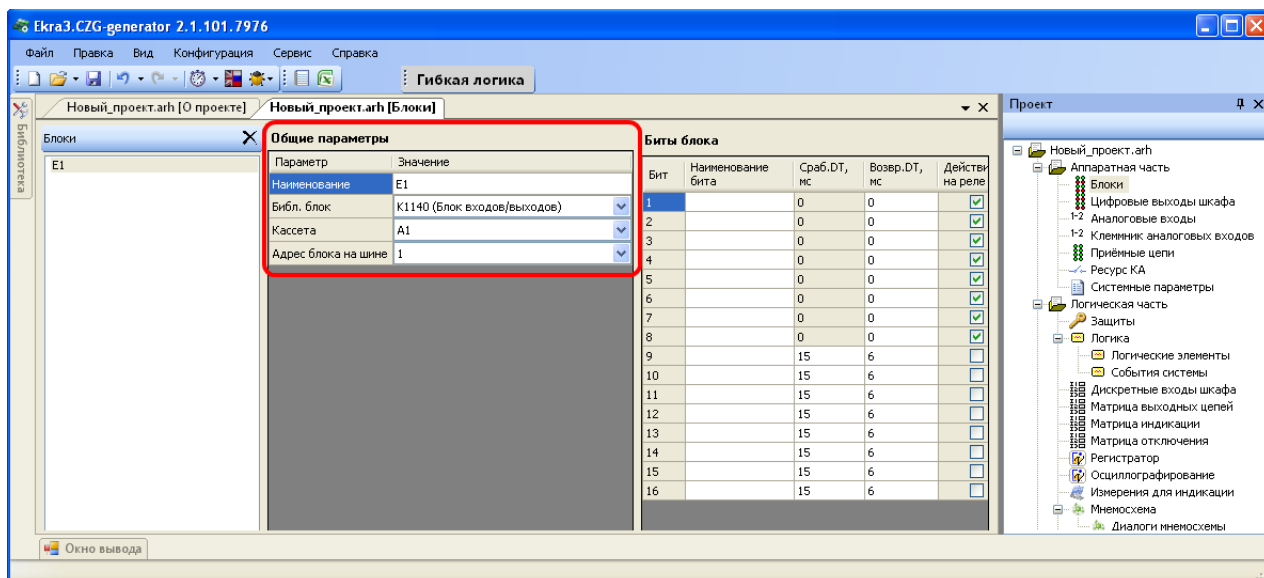 Ekra3.CZG-generator 2.1.101.7976
Файл Правка Вид Конфигурация Сервис Справка
Гибкая логика
Библиотека
Новый_проект.arh [О проекте] Новый_проект.arh [Блоки]
Блоки
E1
Общие параметры
Параметр Значение
Наименование E1
Библ. блок К1140 (Блок входов/выходов)
Кассета А1
Адрес блока на шине 1
Биты блока
Бит Наименование бита Сраб.DT, мс Возвр.DT, мс Действи на реле
1 0 0
2 0 0
3 0 0
4 0 0
5 0 0
6 0 0
7 0 0
8 0 0
9 15 6
10 15 6
11 15 6
12 15 6
13 15 6
14 15 6
15 15 6
16 15 6
Проект
Новый_проект.arh
Аппаратная часть
Блоки
Цифровые выходы шкафа
1-2 Аналоговые входы
1-2 Клеммник аналоговых входов
Приёмные цепи
Ресурс КА
Системные параметры
Логическая часть
Защиты
Логика
Логические элементы
События системы
Дискретные входы шкафа
Матрица выходных цепей
Матрица индикации
Матрица отключения
Регистратор
Осциллографирование
Измерения для индикации
Мнемосхема
Диалоги мнемосхемы
Окно вывода